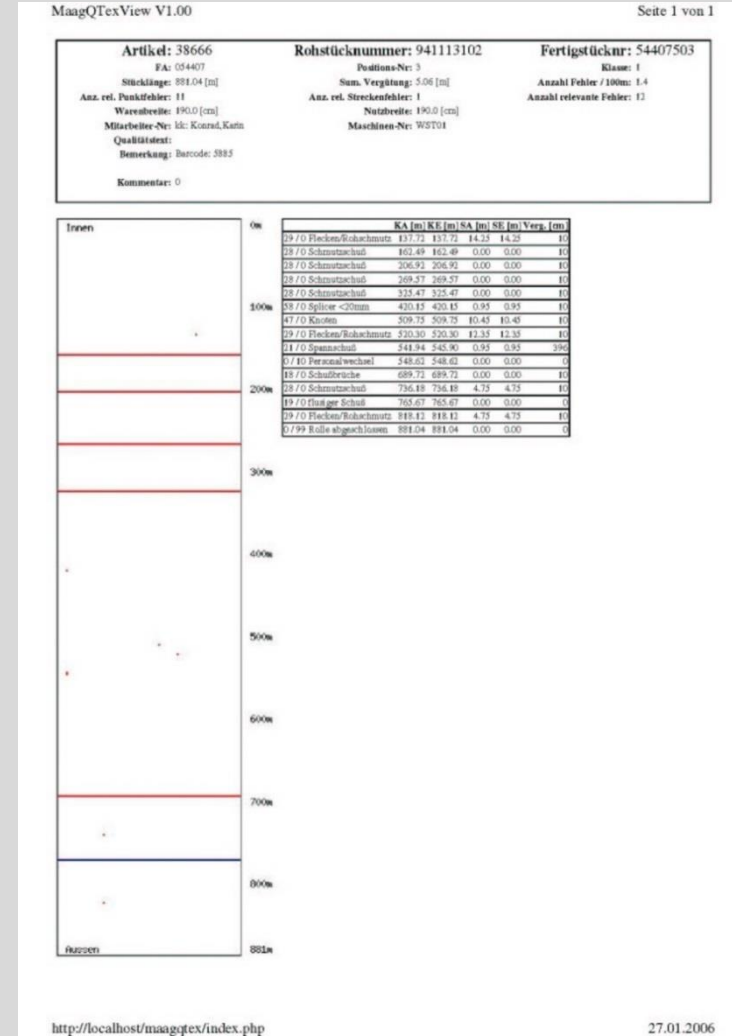 MaagQTexView V1.00 Seite 1 von 1
Artikel: 38666 Rohstücknummer: 941113102 Fertigstücknr: 54407503
FA: 054407 Positions-Nr: 3 Klasse: 1
Stücklänge: 881.04 [m] Sum. Vergütung: 5.06 [m] Anzahl Fehler / 100m: 1.4
Anz. rel. Punktfehler: 11 Anz. rel. Streckenfehler: 1 Anzahl relevante Fehler: 12
Warenbreite: 190.0 [cm] Nutzbreite: 190.0 [cm]
Mitarbeiter-Nr: kk: Konrad,Karin Maschinen-Nr: WST01
Qualitätstext:
Bemerkung: Barcode: 5885
Kommentar: 0
Innen 0m
KA [m] KE [m] SA [m] SE [m] Verg. [cm]
29 / 0 Flecken/Rohschmutz 137.72 137.72 14.25 14.25 10
28 / 0 Schmutzschuß 162.49 162.49 0.00 0.00 10
28 / 0 Schmutzschuß 206.92 206.92 0.00 0.00 10
28 / 0 Schmutzschuß 269.57 269.57 0.00 0.00 10
28 / 0 Schmutzschuß 325.47 325.47 0.00 0.00 10
58 / 0 Splicer <20mm 420.15 420.15 0.95 0.95 10
47 / 0 Knoten 509.75 509.75 10.45 10.45 10
29 / 0 Flecken/Rohschmutz 520.30 520.30 12.35 12.35 10
21 / 0 Spannschuß 541.94 545.90 0.95 0.95 396
0 / 10 Personalwechsel 548.62 548.62 0.00 0.00 0
18 / 0 Schußbrüche 689.72 689.72 0.00 0.00 10
28 / 0 Schmutzschuß 736.18 736.18 4.75 4.75 10
19 / 0 flusiger Schuß 765.67 765.67 0.00 0.00 0
29 / 0 Flecken/Rohschmutz 818.12 818.12 4.75 4.75 10
0 / 99 Rolle abgeschlossen 881.04 881.04 0.00 0.00 0
100m
200m
300m
400m
500m
600m
700m
800m
Aussen 881m
http://localhost/maagqtex/index.php 27.01.2006